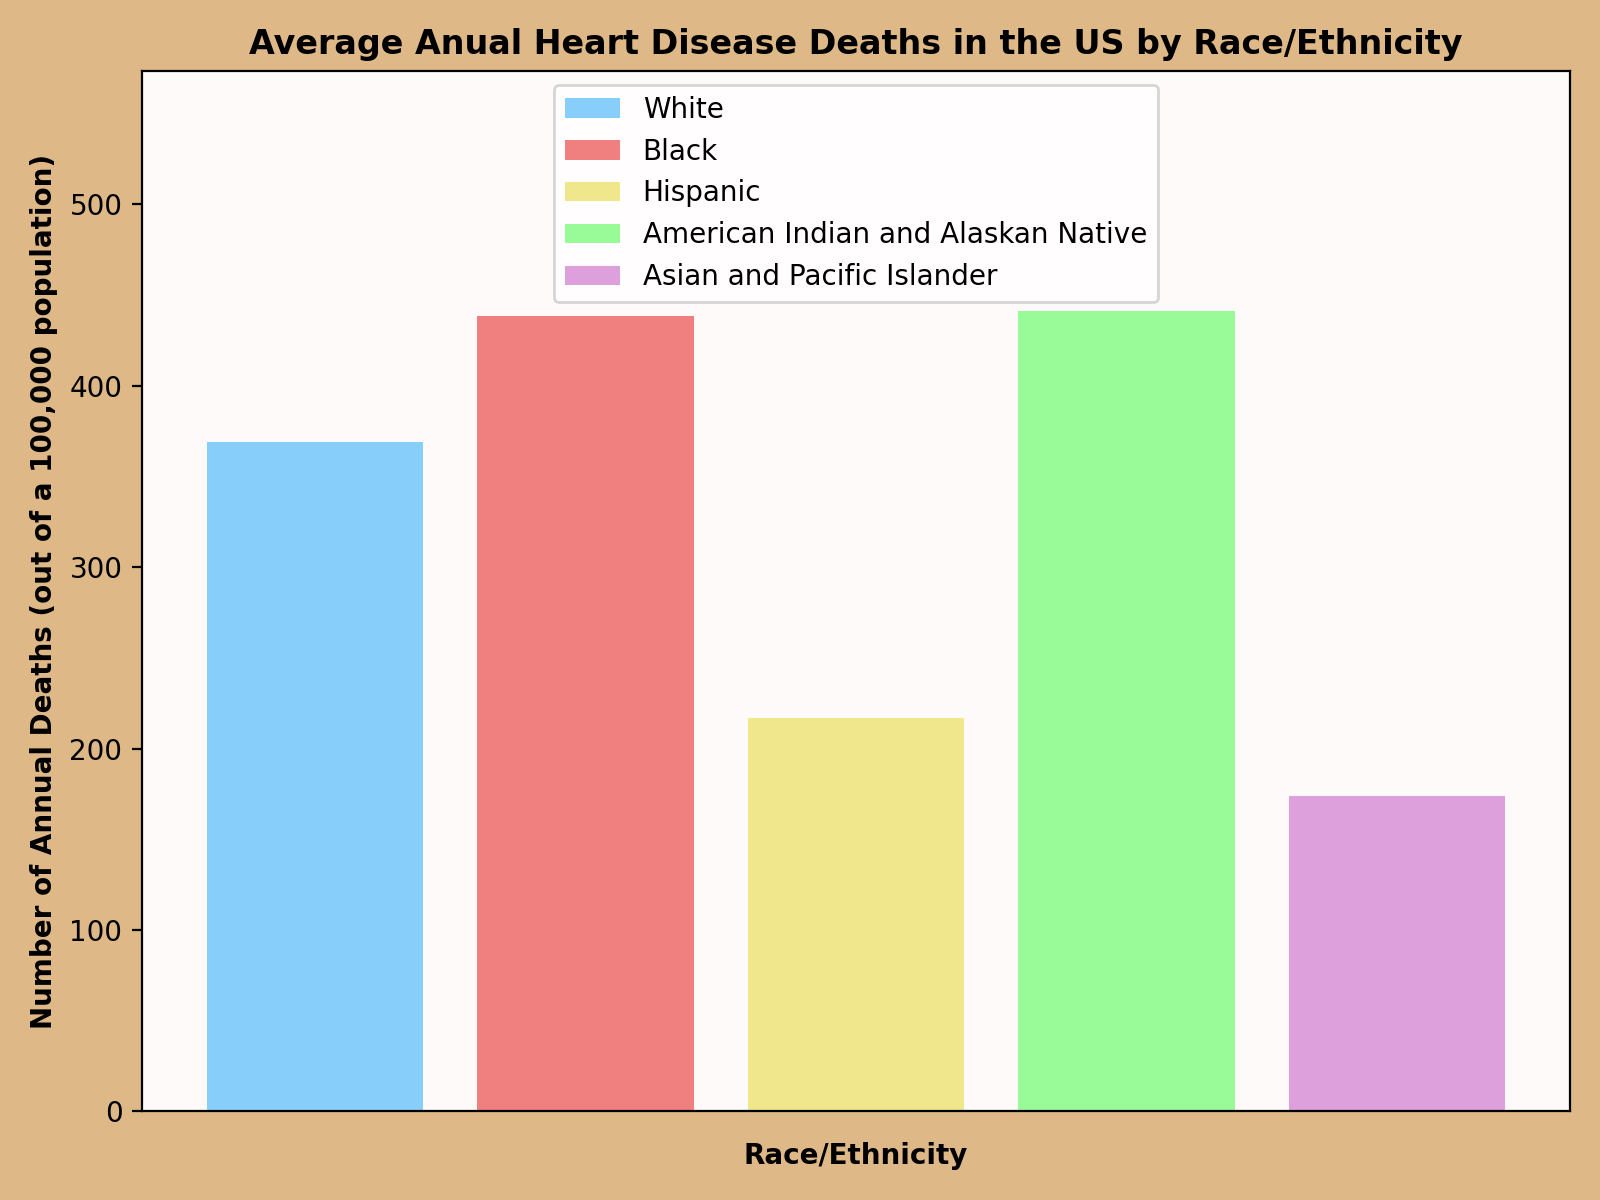 Average Anual Heart Disease Deaths in the US by Race/Ethnicity
White
Black
Hispanic
American Indian and Alaskan Native
Asian and Pacific Islander
Number of Annual Deaths (out of a 100,000 population)
500
400
300
200
100
0
Race/Ethnicity